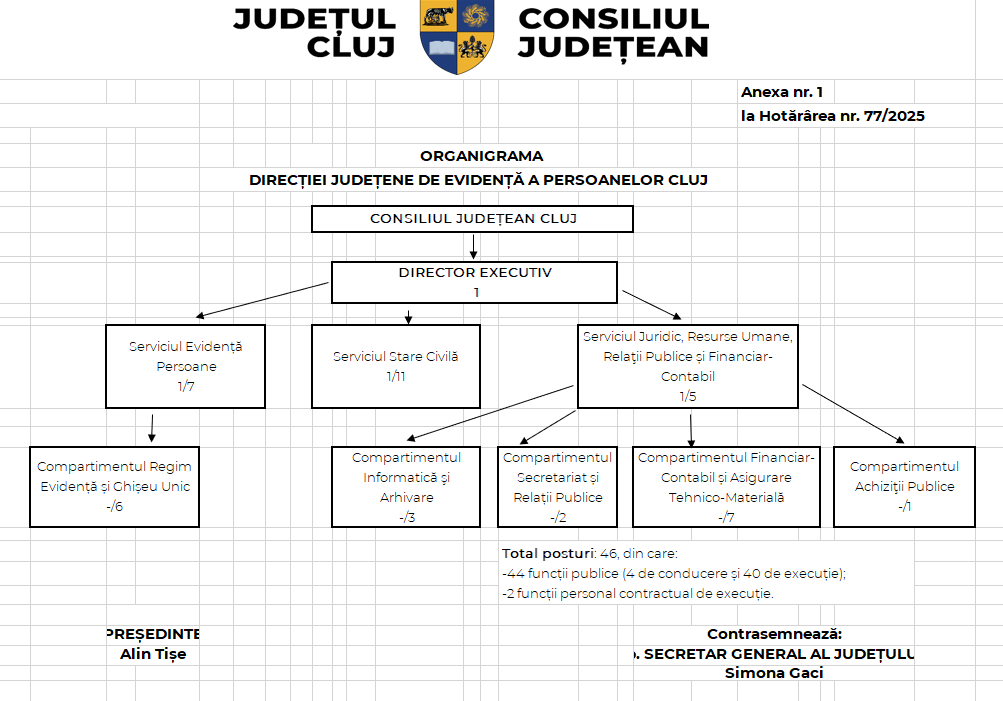 JUDEȚUL
CLUJ
CONSILIUL
JUDEȚEAN
Anexa nr. 1
la Hotărârea nr. 77/2025
ORGANIGRAMA
DIRECȚIEI JUDEȚENE DE EVIDENȚĂ A PERSOANELOR CLUJ
CONSILIUL JUDEȚEAN CLUJ
DIRECTOR EXECUTIV
1
Serviciul Evidență
Persoane
1/7
Serviciul Stare Civilă
1/11
Serviciul Juridic, Resurse Umane,
Relaţii Publice și Financiar-
Contabil
1/5
Compartimentul Regim
Evidență și Ghișeu Unic
-/6
Compartimentul
Informatică şi
Arhivare
-/3
Compartimentul
Secretariat și
Relații Publice
-/2
Compartimentul Financiar-
Contabil și Asigurare
Tehnico-Materială
-/7
Compartimentul
Achiziţii Publice
-/1
Total posturi: 46, din care:
-44 funcții publice (4 de conducere și 40 de execuție);
-2 funcții personal contractual de execuție.
PREȘEDINTE
Alin Tișe
Contrasemnează:
. SECRETAR GENERAL AL JUDEȚULU
Simona Gaci